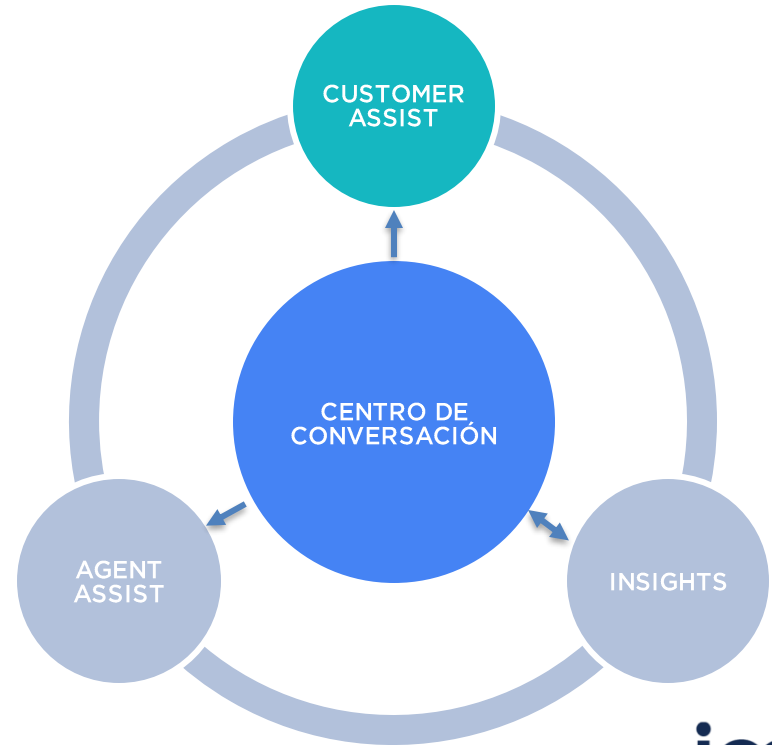 CUSTOMER
ASSIST
CENTRO DE
CONVERSACIÓN
AGENT
ASSIST
INSIGHTS